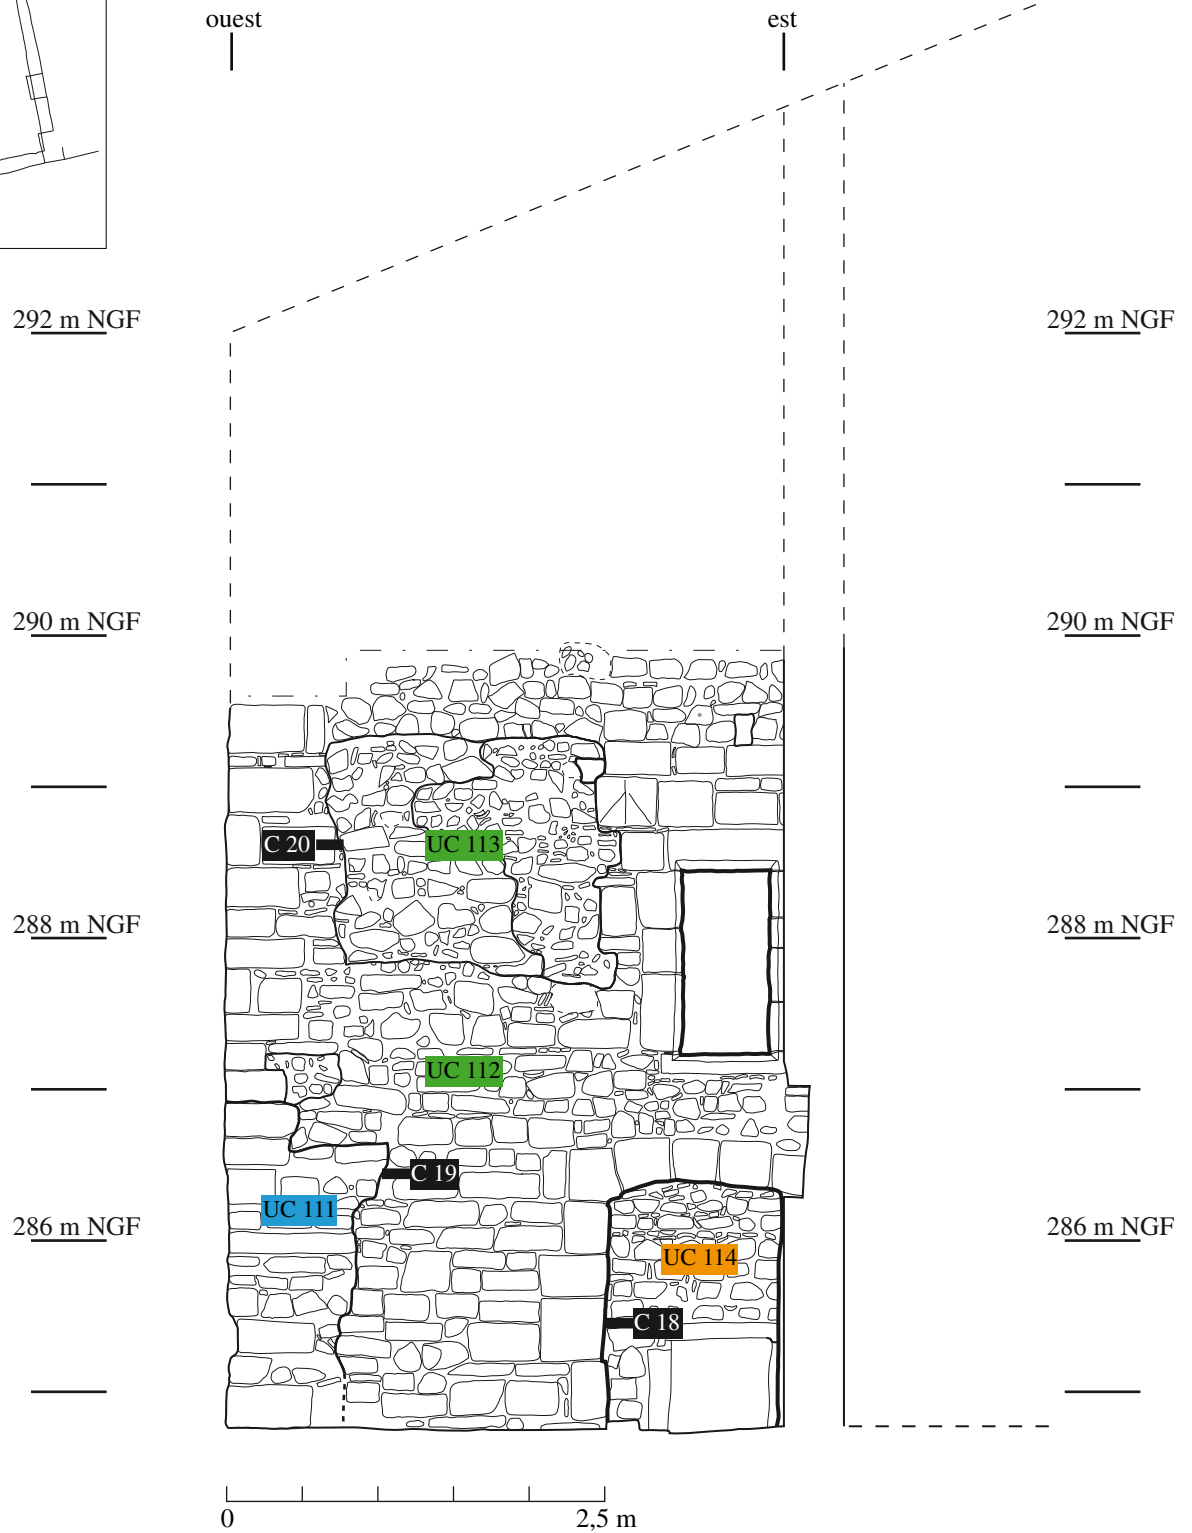 ouest est
292 m NGF 292 m NGF
290 m NGF 290 m NGF
C 20 UC 113
288 m NGF 288 m NGF
UC 112
C 19
UC 111
286 m NGF 286 m NGF
UC 114
C 18
0 2,5 m